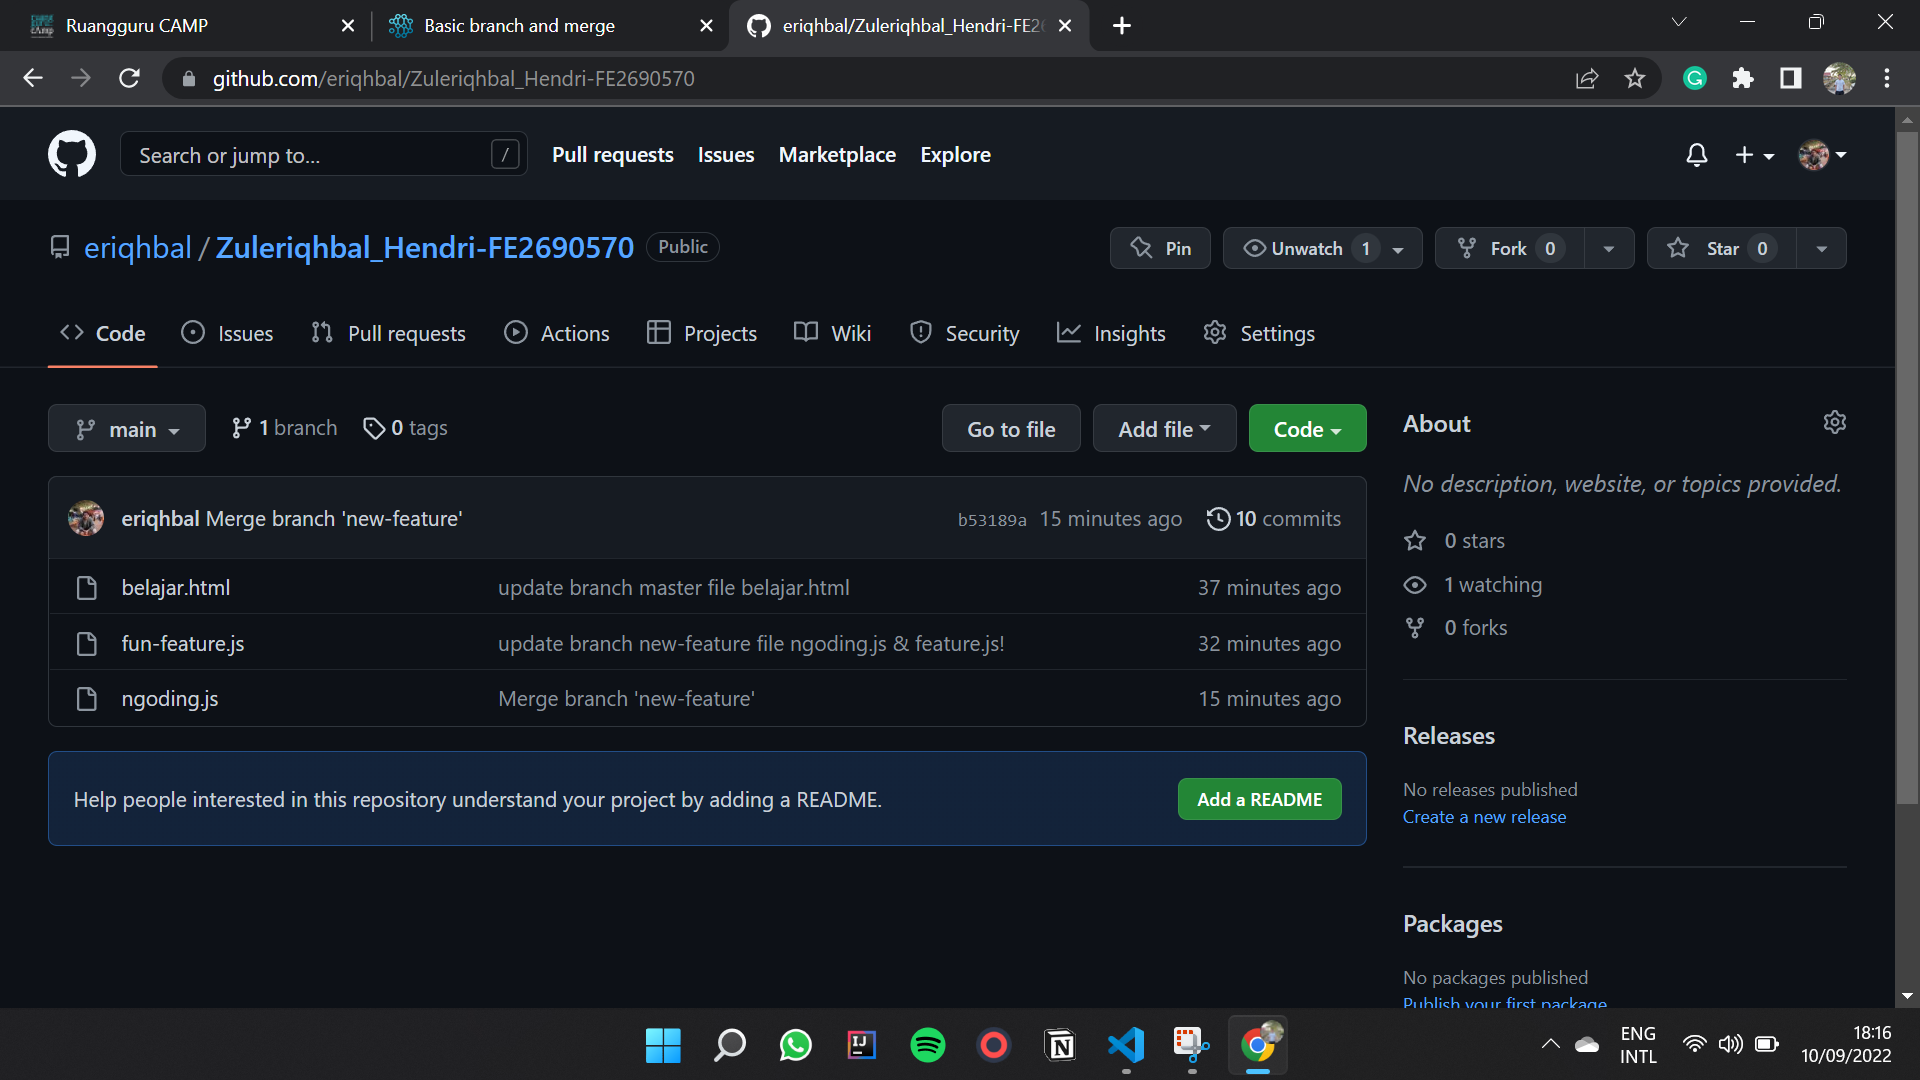 Ruangguru CAMP
Basic branch and merge
eriqhbal/Zuleriqhbal_Hendri-FE26
github.com/eriqhbal/Zuleriqhbal_Hendri-FE2690570
Search or jump to... /
Pull requests Issues Marketplace Explore
eriqhbal / Zuleriqhbal_Hendri-FE2690570 Public
Pin Unwatch 1 Fork 0 Star 0
Code Issues Pull requests Actions Projects Wiki Security Insights Settings
main 1 branch 0 tags Go to file Add file Code
eriqhbal Merge branch 'new-feature' b53189a 15 minutes ago 10 commits
belajar.html update branch master file belajar.html 37 minutes ago
fun-feature.js update branch new-feature file ngoding.js & feature.js! 32 minutes ago
ngoding.js Merge branch 'new-feature' 15 minutes ago
Help people interested in this repository understand your project by adding a README. Add a README
About
No description, website, or topics provided.
0 stars
1 watching
0 forks
Releases
No releases published
Create a new release
Packages
No packages published
Publish your first package
ENG
INTL
18:16
10/09/2022